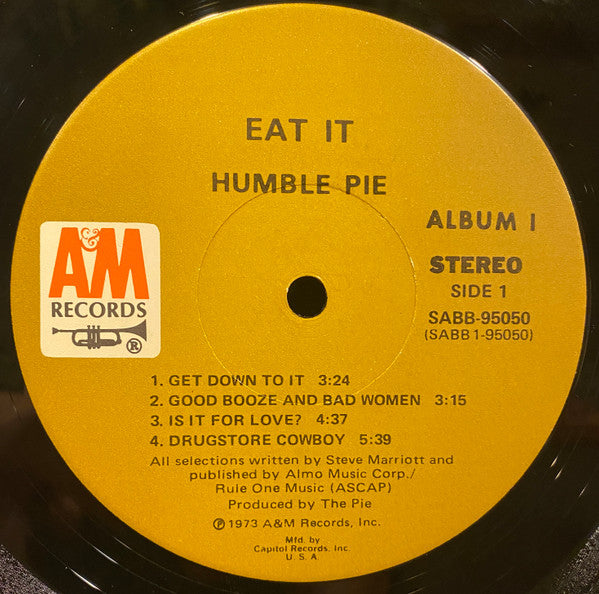 EAT IT
HUMBLE PIE
ALBUM I
A&M
RECORDS
®
STEREO
SIDE 1
SABB-95050
(SABB 1-95050)
1. GET DOWN TO IT 3:24
2. GOOD BOOZE AND BAD WOMEN 3:15
3. IS IT FOR LOVE? 4:37
4. DRUGSTORE COWBOY 5:39
All selections written by Steve Marriott and
published by Almo Music Corp./
Rule One Music (ASCAP)
Produced by The Pie
℗1973 A&M Records, Inc.
Mfd. by
Capitol Records, Inc.
U. S. A.